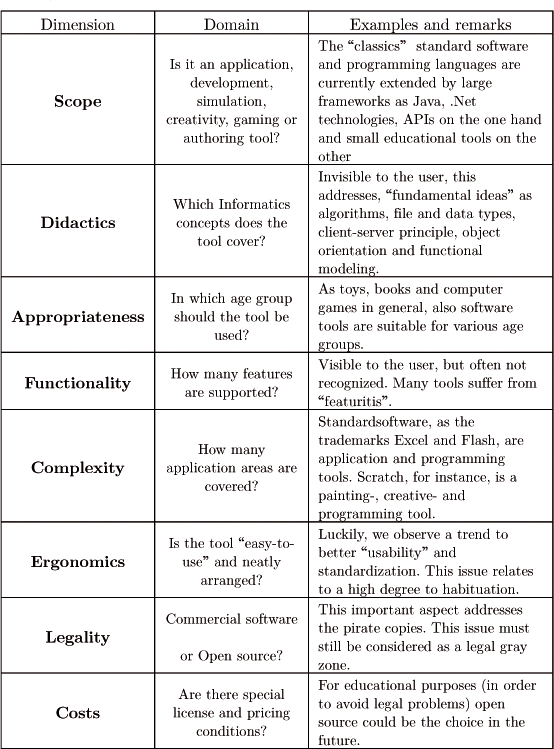 Dimension Domain Examples and remarks
Scope
Is it an application,
development,
simulation,
creativity, gaming or
authoring tool?
The “classics” standard software
and programming languages are
currently extended by large
frameworks as Java, .Net
technologies, APIs on the one hand
and small educational tools on the
other
Didactics
Which Informatics
concepts does the
tool cover?
Invisible to the user, this
addresses, “fundamental ideas” as
algorithms, file and data types,
client-server principle, object
orientation and functional
modeling.
Appropriateness
In which age group
should the tool be
used?
As toys, books and computer
games in general, also software
tools are suitable for various age
groups.
Functionality
How many features
are supported?
Visible to the user, but often not
recognized. Many tools suffer from
“featuritis”.
Complexity
How many
application areas are
covered?
Standardsoftware, as the
trademarks Excel and Flash, are
application and programming
tools. Scratch, for instance, is a
painting-, creative- and
programming tool.
Ergonomics
Is the tool “easy-to-
use” and neatly
arranged?
Luckily, we observe a trend to
better “usability” and
standardization. This issue relates
to a high degree to habituation.
Legality
Commercial software
or Open source?
This important aspect addresses
the pirate copies. This issue must
still be considered as a legal gray
zone.
Costs
Are there special
license and pricing
conditions?
For educational purposes (in order
to avoid legal problems) open
source could be the choice in the
future.